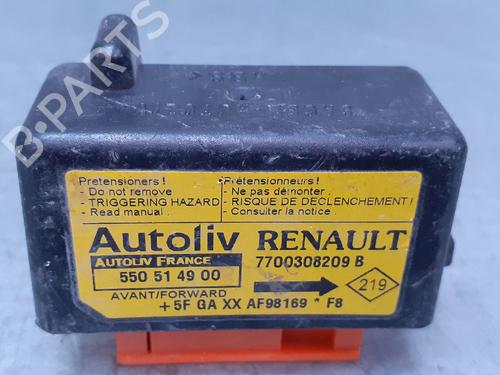 B-PARTS
Pretensioners !
- Do not remove
- TRIGGERING HAZARD
- Read manual .
Prétensionneurs !
- Ne pas démonter .
- RISQUE DE DECLENCHEMENT !
- Consulter la notice .
Autoliv RENAULT
AUTOLIV FRANCE 7700308209 B
550 51 49 00
219
AVANT/FORWARD
+ 5F GA XX AF98169 * F8